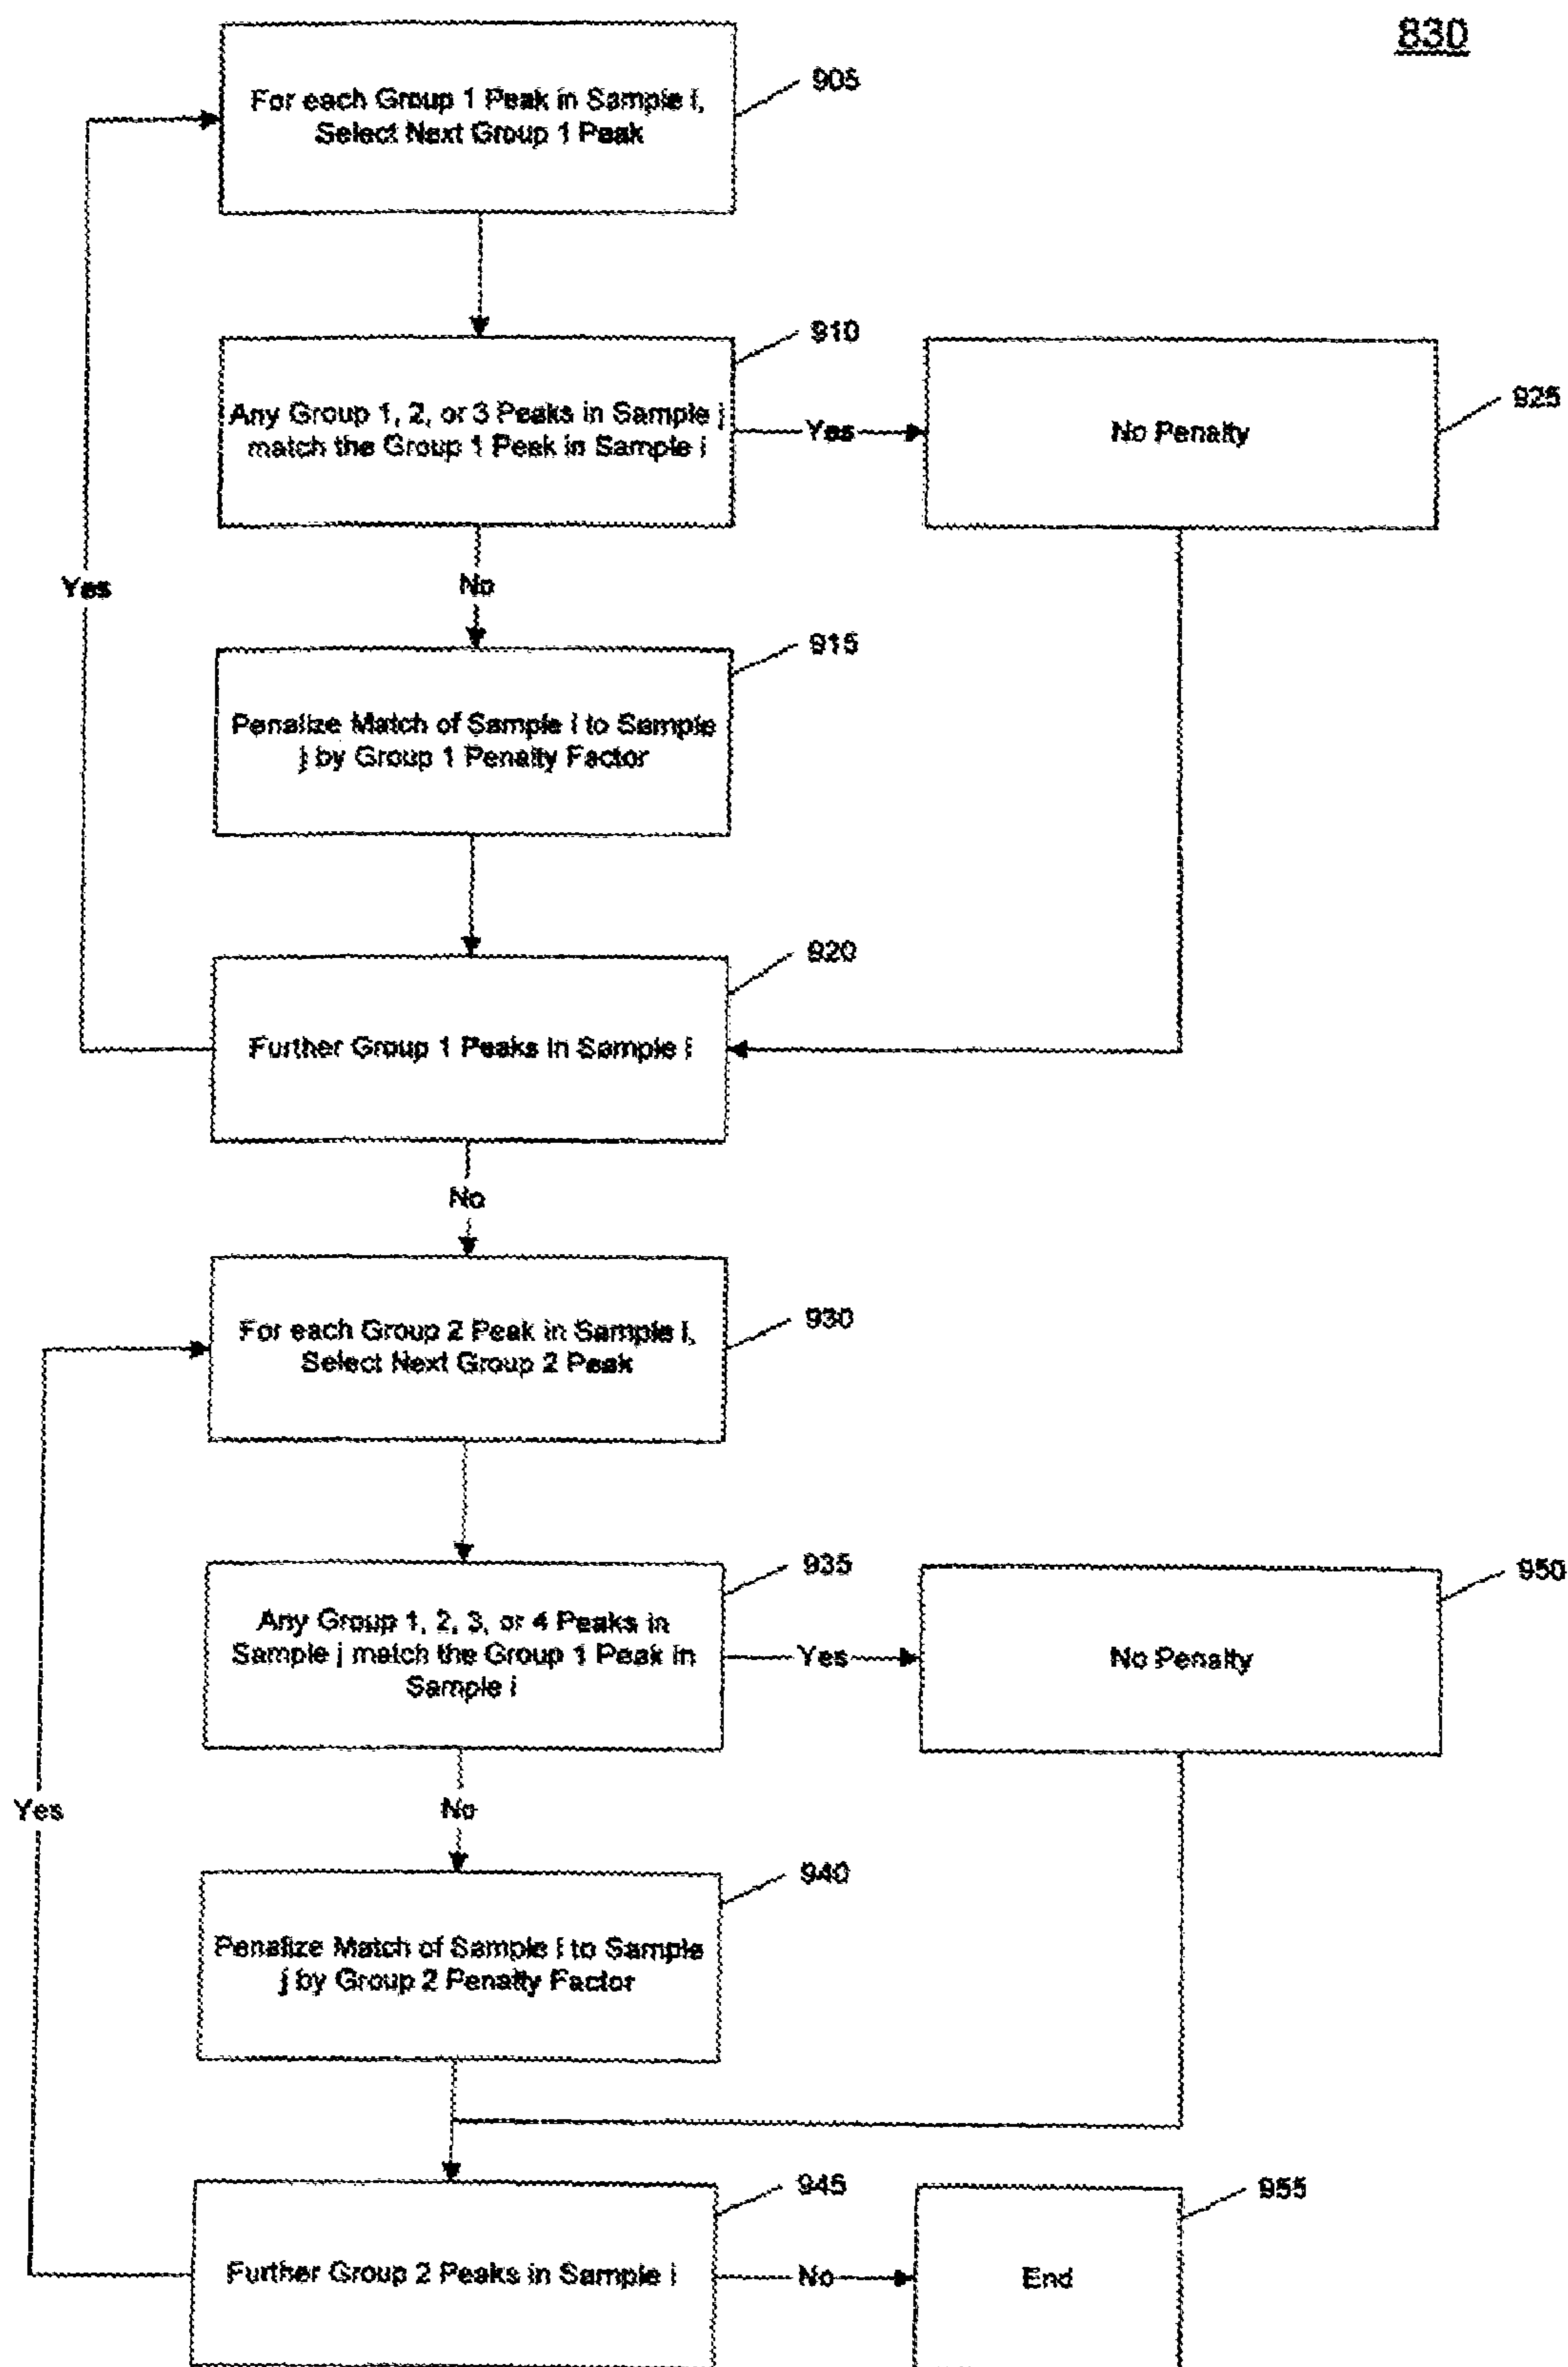 830
905
For each Group 1 Peak in Sample i,
Select Next Group 1 Peak
910
Any Group 1, 2, or 3 Peaks in Sample j
match the Group 1 Peak in Sample i
Yes
925
No Penalty
Yes
No
915
Penalize Match of Sample i to Sample
j by Group 1 Penalty Factor
920
Further Group 1 Peaks in Sample i
No
930
For each Group 2 Peak in Sample i,
Select Next Group 2 Peak
935
Any Group 1, 2, 3, or 4 Peaks in
Sample j match the Group 1 Peak in
Sample i
Yes
950
No Penalty
Yes
No
940
Penalize Match of Sample i to Sample
j by Group 2 Penalty Factor
945
Further Group 2 Peaks in Sample i
No
955
End